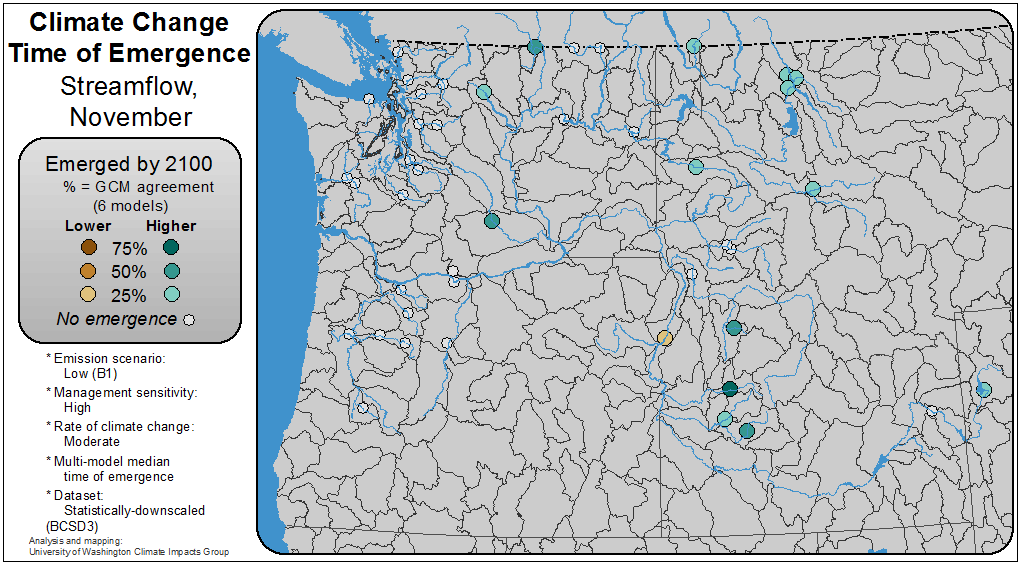 Climate Change
Time of Emergence
Streamflow,
November
Emerged by 2100
% = GCM agreement
(6 models)
Lower Higher
75%
50%
25%
No emergence
* Emission scenario:
Low (B1)
* Management sensitivity:
High
* Rate of climate change:
Moderate
* Multi-model median
time of emergence
* Dataset:
Statistically-downscaled
(BCSD3)
Analysis and mapping:
University of Washington Climate Impacts Group